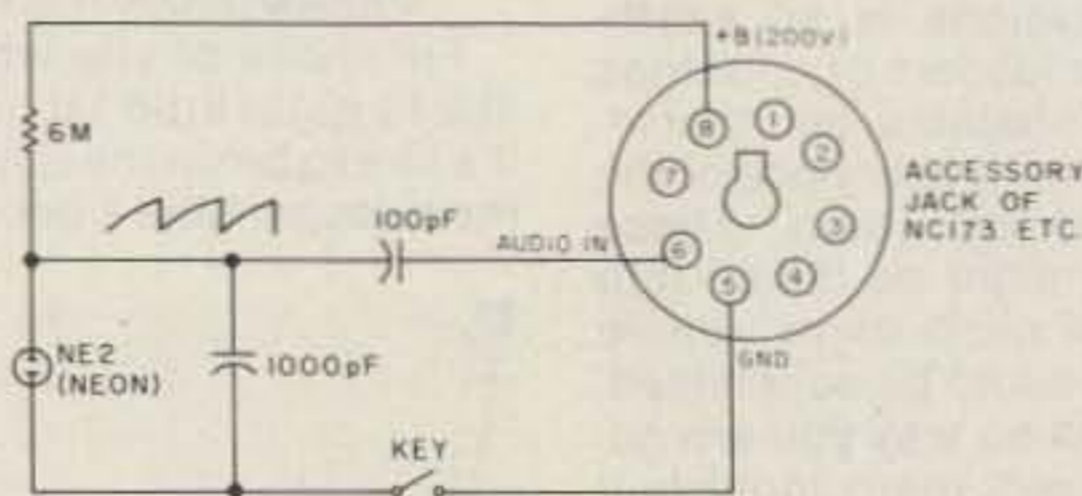 +B(200V)
6M
8
1
7
2
ACCESSORY
JACK OF
NC173 ETC
100pF
AUDIO IN
6
3
5
4
NE2
(NEON)
1000pF
GND
KEY